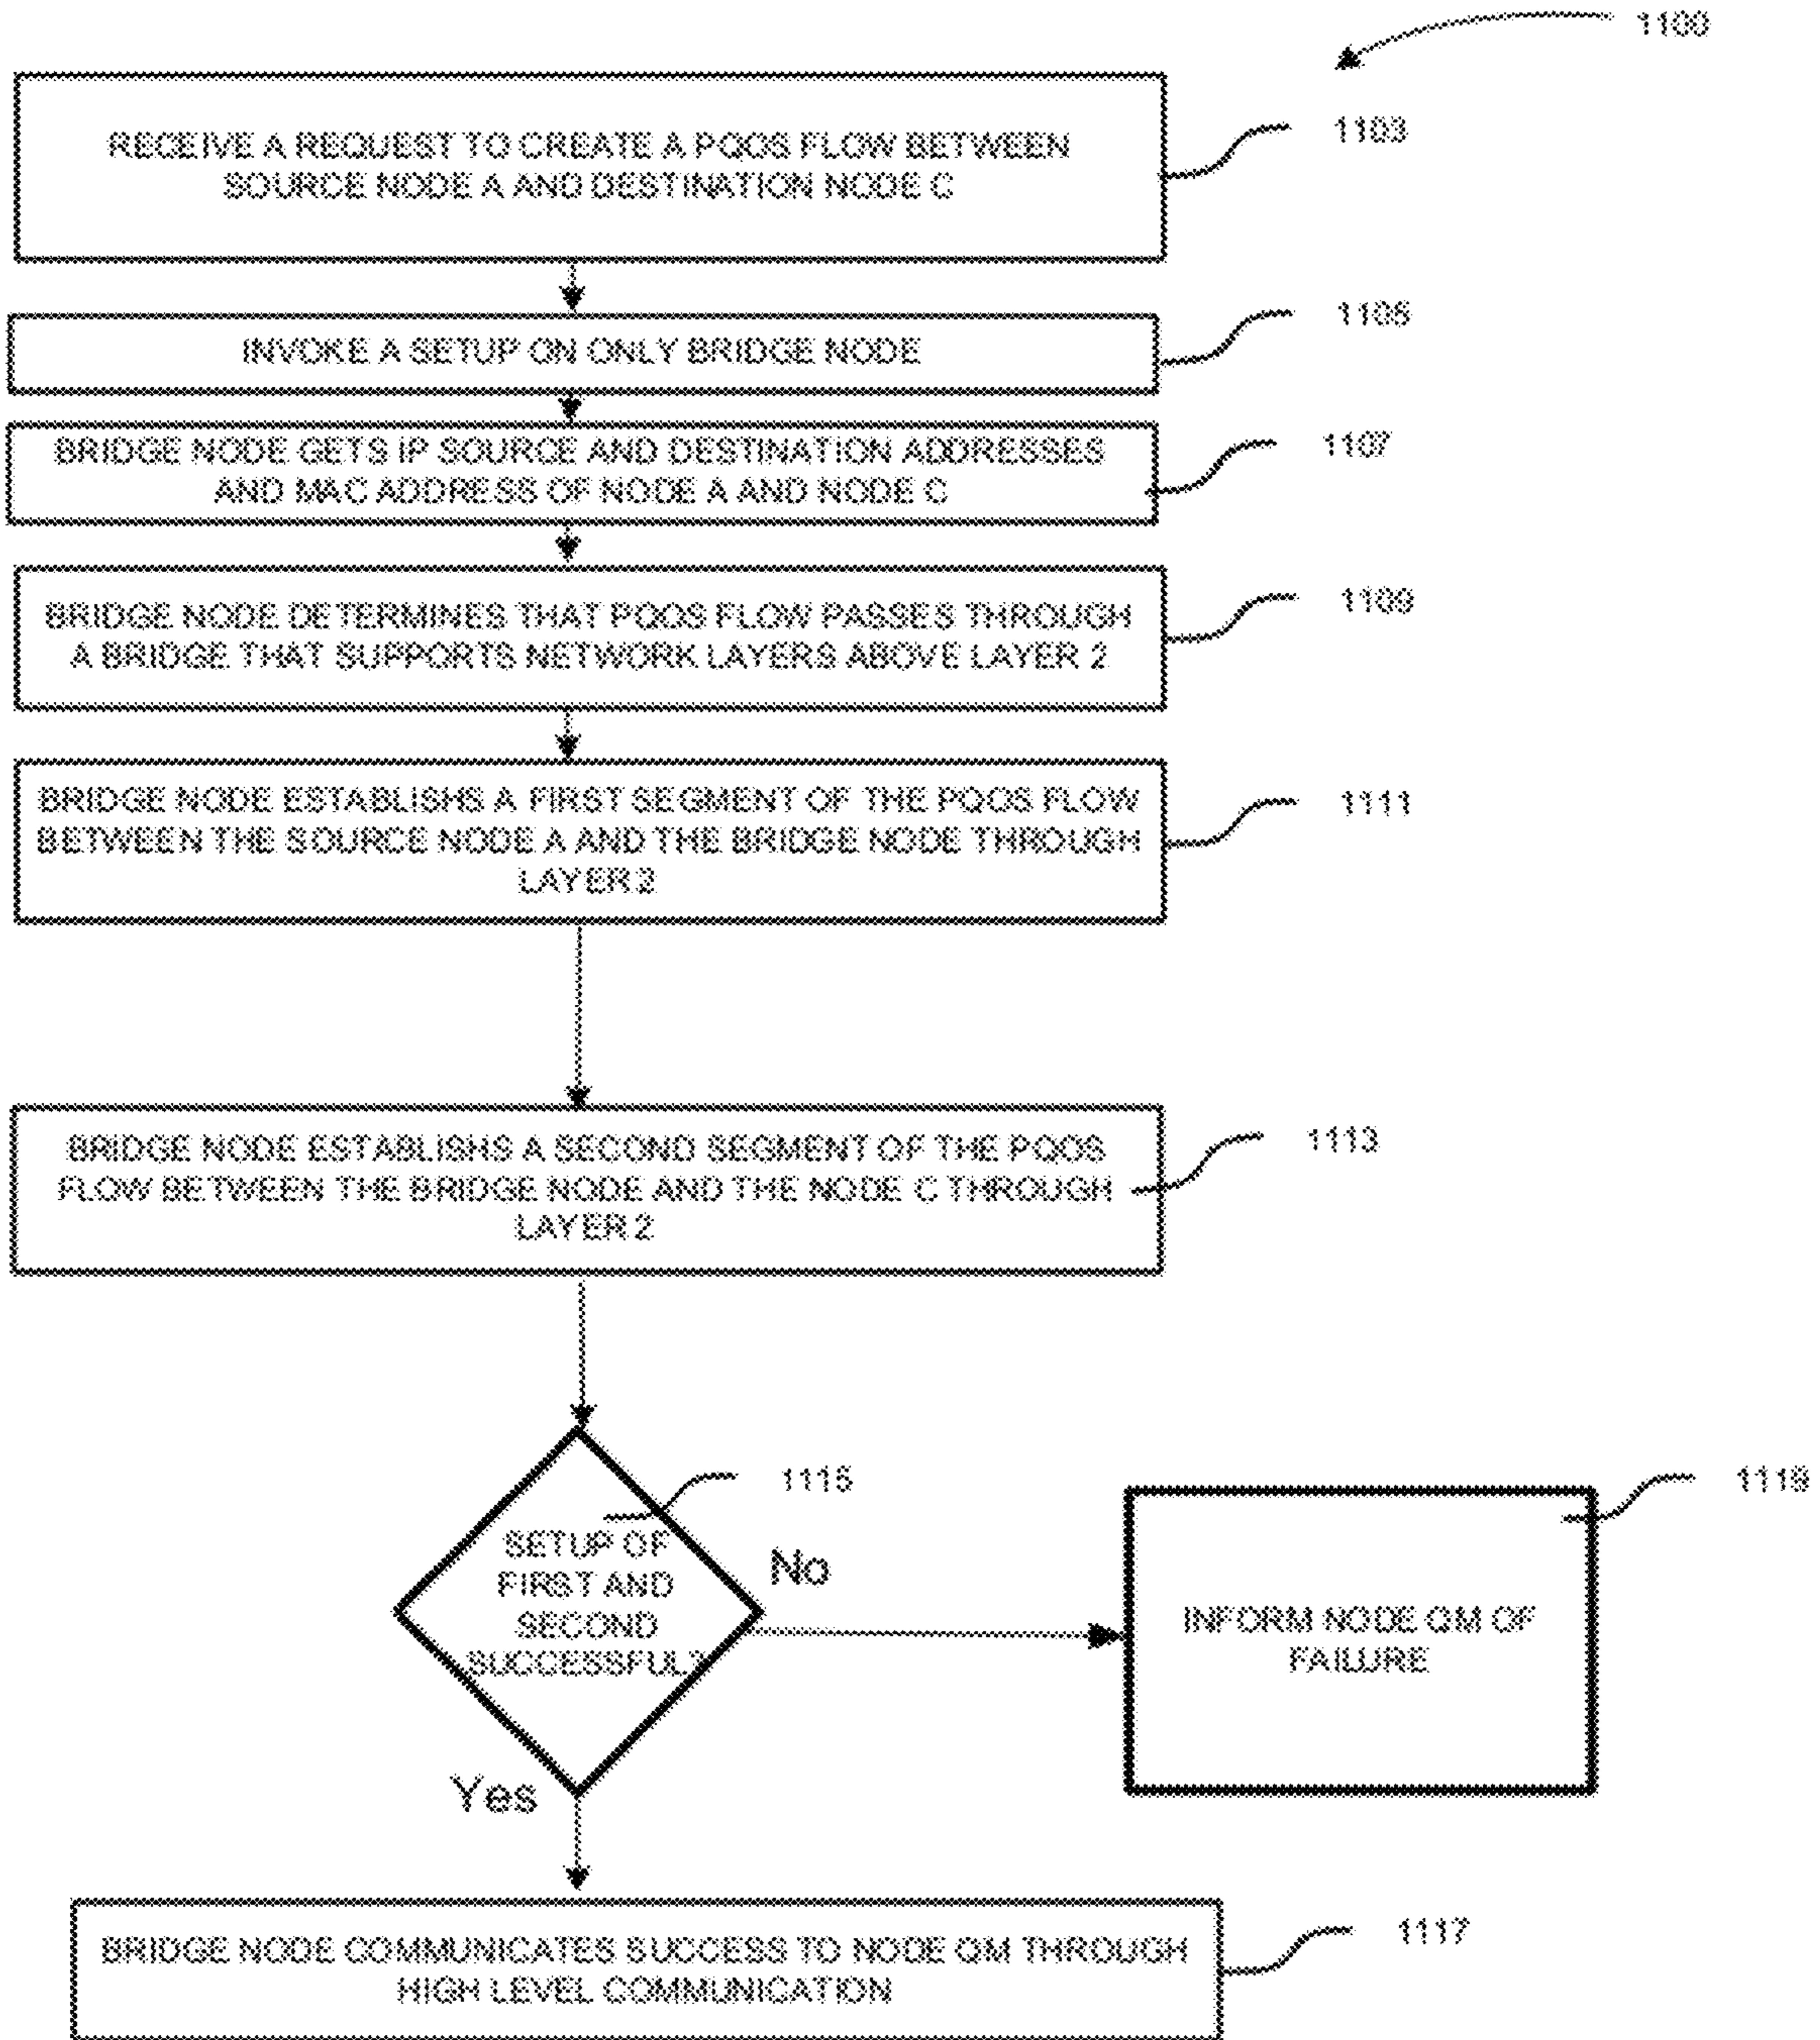 1100
RECEIVE A REQUEST TO CREATE A PQOS FLOW BETWEEN
SOURCE NODE A AND DESTINATION NODE C
1103
INVOKE A SETUP ON ONLY BRIDGE NODE
1105
BRIDGE NODE GETS IP SOURCE AND DESTINATION ADDRESSES
AND MAC ADDRESS OF NODE A AND NODE C
1107
BRIDGE NODE DETERMINES THAT PQOS FLOW PASSES THROUGH
A BRIDGE THAT SUPPORTS NETWORK LAYERS ABOVE LAYER 2
1109
BRIDGE NODE ESTABLISHS A FIRST SEGMENT OF THE PQOS FLOW
BETWEEN THE SOURCE NODE A AND THE BRIDGE NODE THROUGH
LAYER 2
1111
BRIDGE NODE ESTABLISHS A SECOND SEGMENT OF THE PQOS
FLOW BETWEEN THE BRIDGE NODE AND THE NODE C THROUGH
LAYER 2
1113
1115
SETUP OF
FIRST AND
SECOND
SUCCESSFUL?
No
Yes
INFORM NODE QM OF
FAILURE
1119
BRIDGE NODE COMMUNICATES SUCCESS TO NODE QM THROUGH
HIGH LEVEL COMMUNICATION
1117